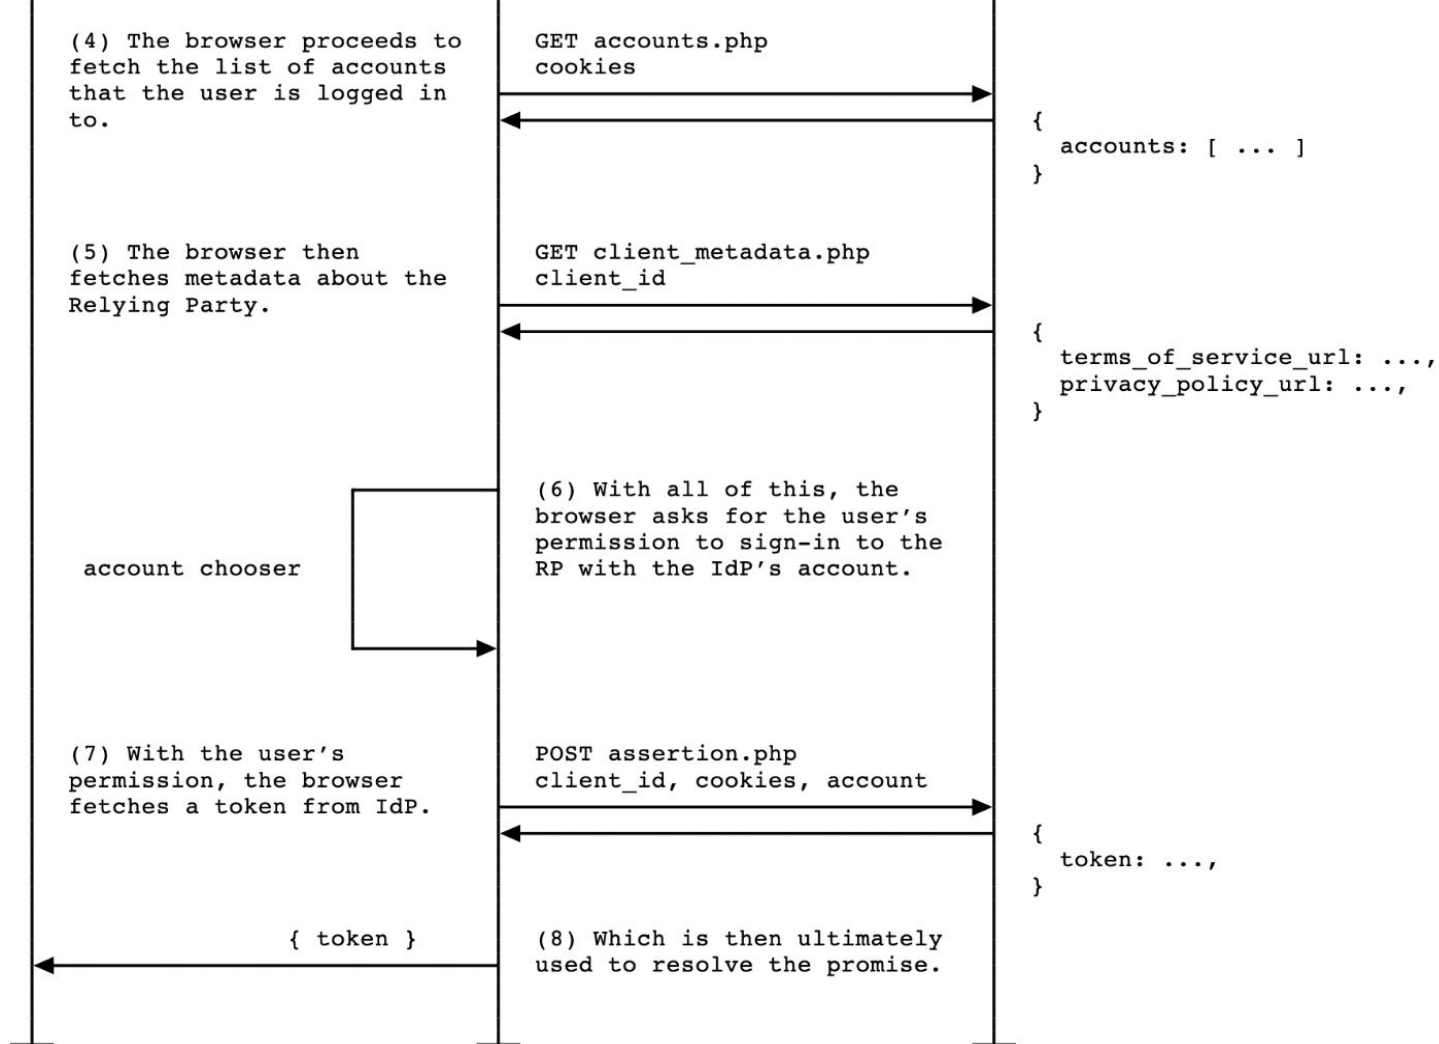 (4) The browser proceeds to
fetch the list of accounts
that the user is logged in
to.
GET accounts.php
cookies
{
accounts: [ ... ]
}
(5) The browser then
fetches metadata about the
Relying Party.
GET client_metadata.php
client_id
{
terms_of_service_url: ...,
privacy_policy_url: ...,
}
account chooser
(6) With all of this, the
browser asks for the user’s
permission to sign-in to the
RP with the IdP’s account.
(7) With the user’s
permission, the browser
fetches a token from IdP.
POST assertion.php
client_id, cookies, account
{
token: ...,
}
{ token }
(8) Which is then ultimately
used to resolve the promise.